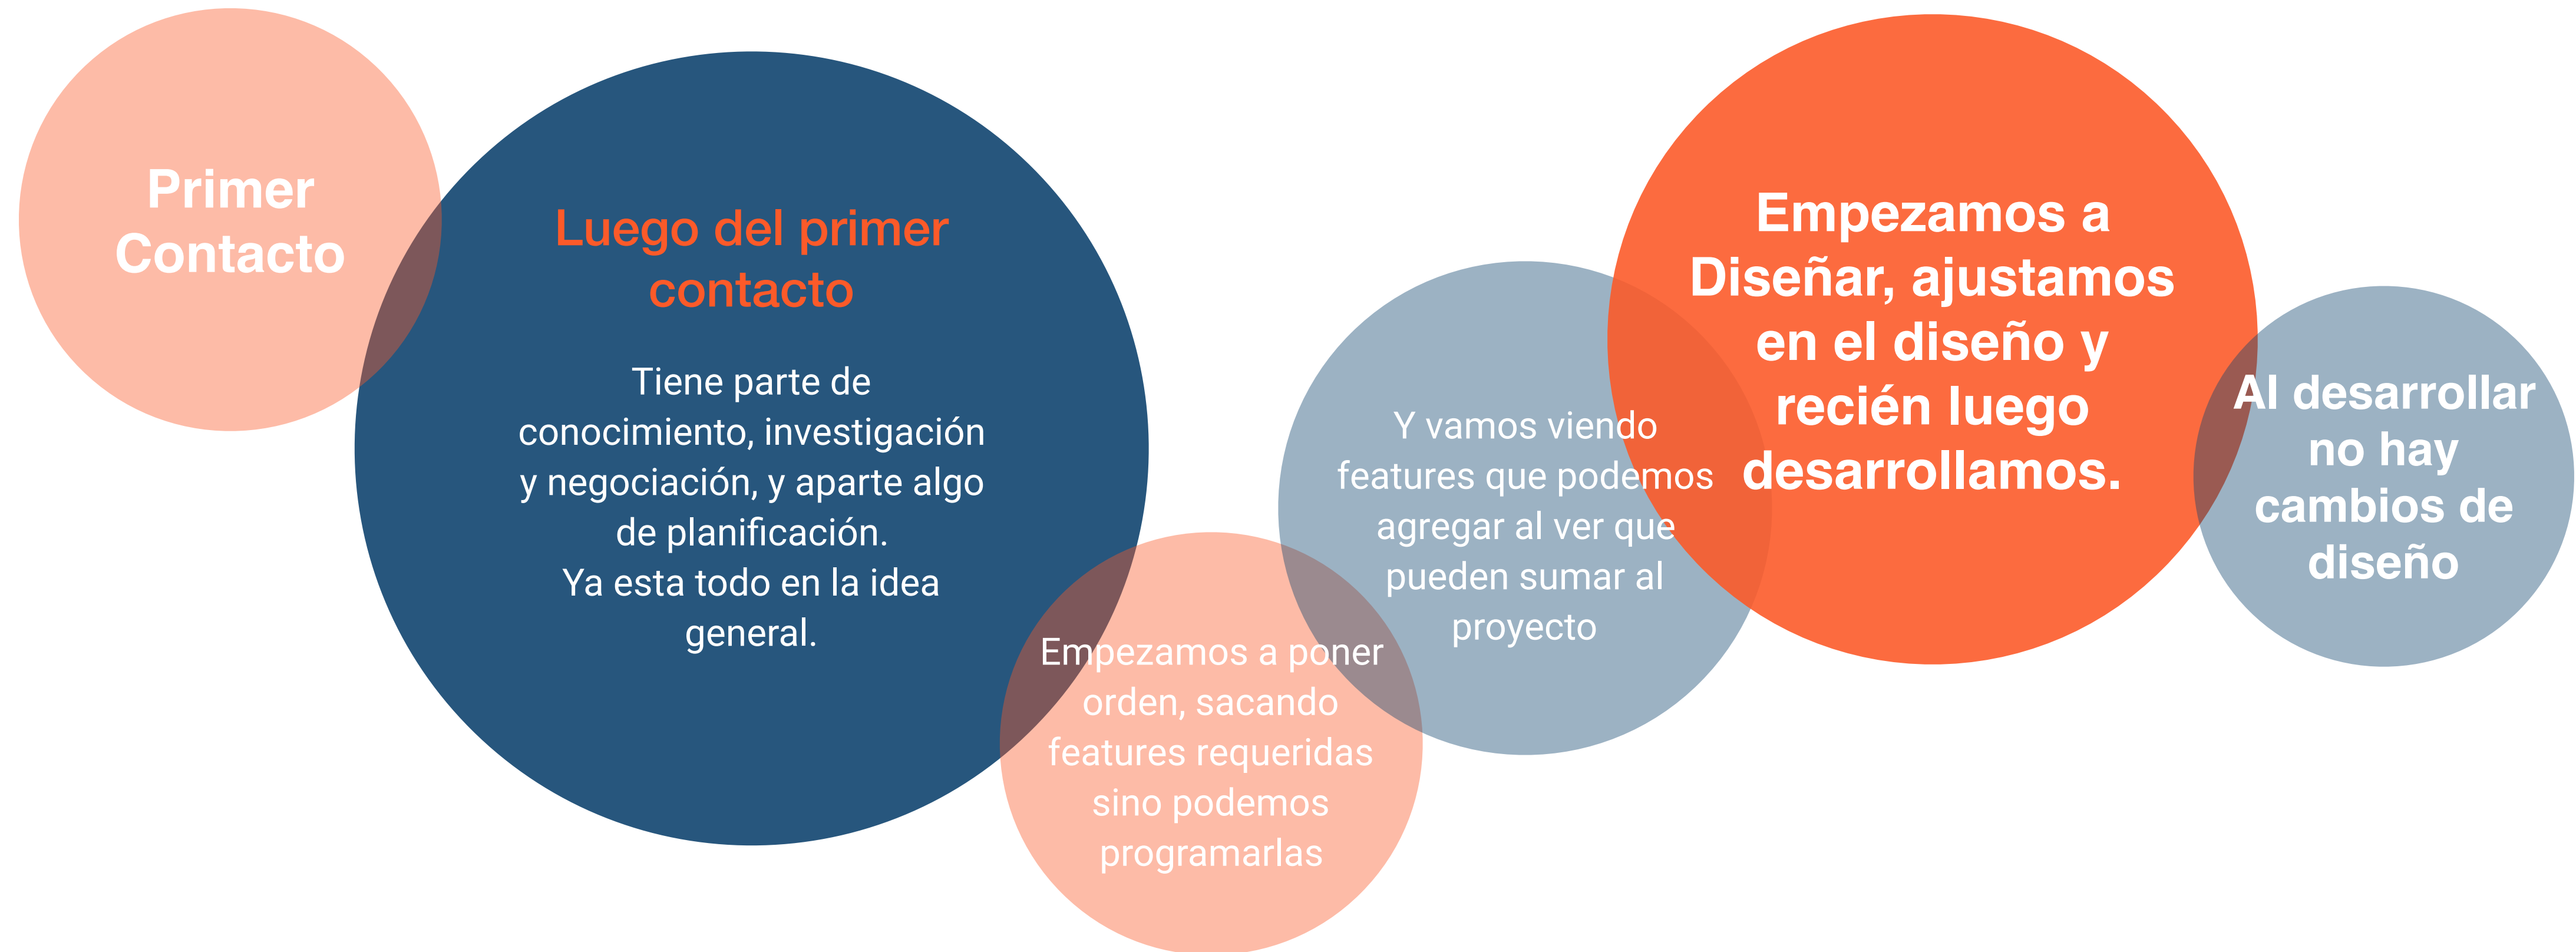 Primer
Contacto
Luego del primer
contacto
Tiene parte de
conocimiento, investigación
y negociación, y aparte algo
de planificación.
Ya esta todo en la idea
general.
Empezamos a poner
orden, sacando
features requeridas
sino podemos
programarlas
Y vamos viendo
features que podemos
agregar al ver que
pueden sumar al
proyecto
Empezamos a
Diseñar, ajustamos
en el diseño y
recién luego
desarrollamos.
Al desarrollar
no hay
cambios de
diseño